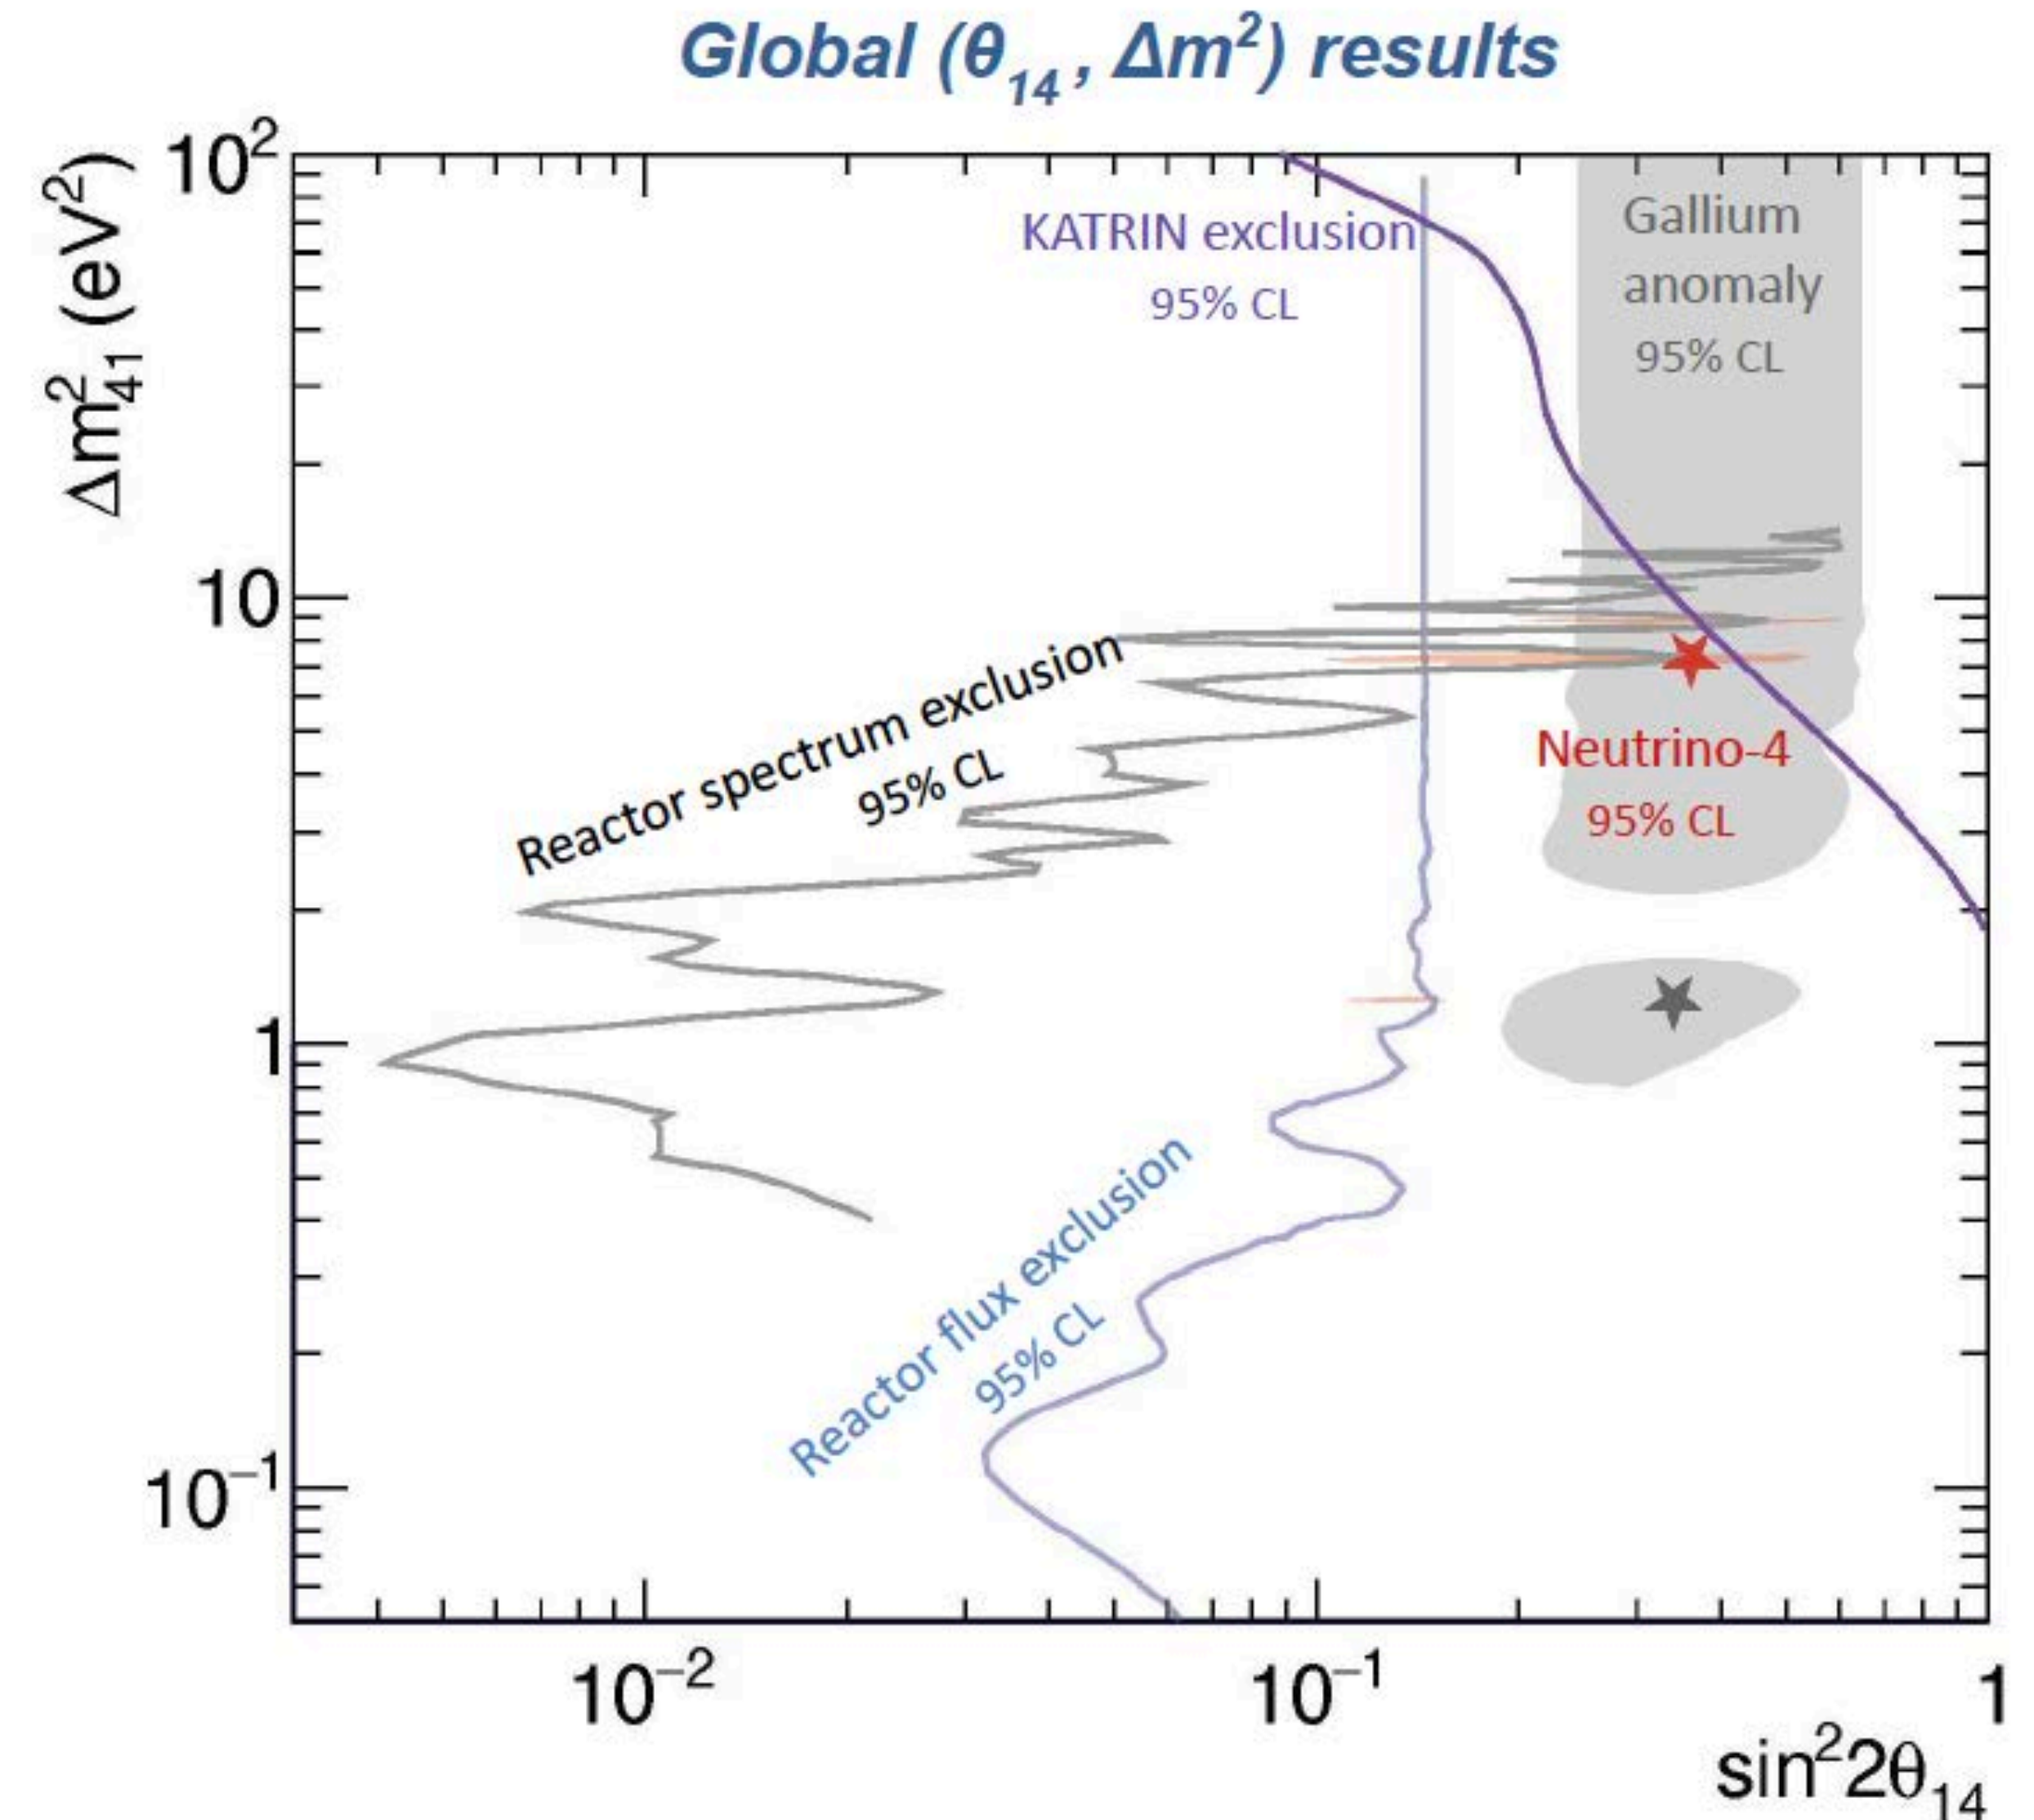 Global (θ₁₄, Δm²) results
Δm²₄₁ (eV²)
10²
10
1
10⁻¹
KATRIN exclusion
95% CL
Gallium
anomaly
95% CL
Reactor spectrum exclusion
95% CL
Neutrino-4
95% CL
Reactor flux exclusion
95% CL
10⁻²
10⁻¹
1
sin²2θ₁₄